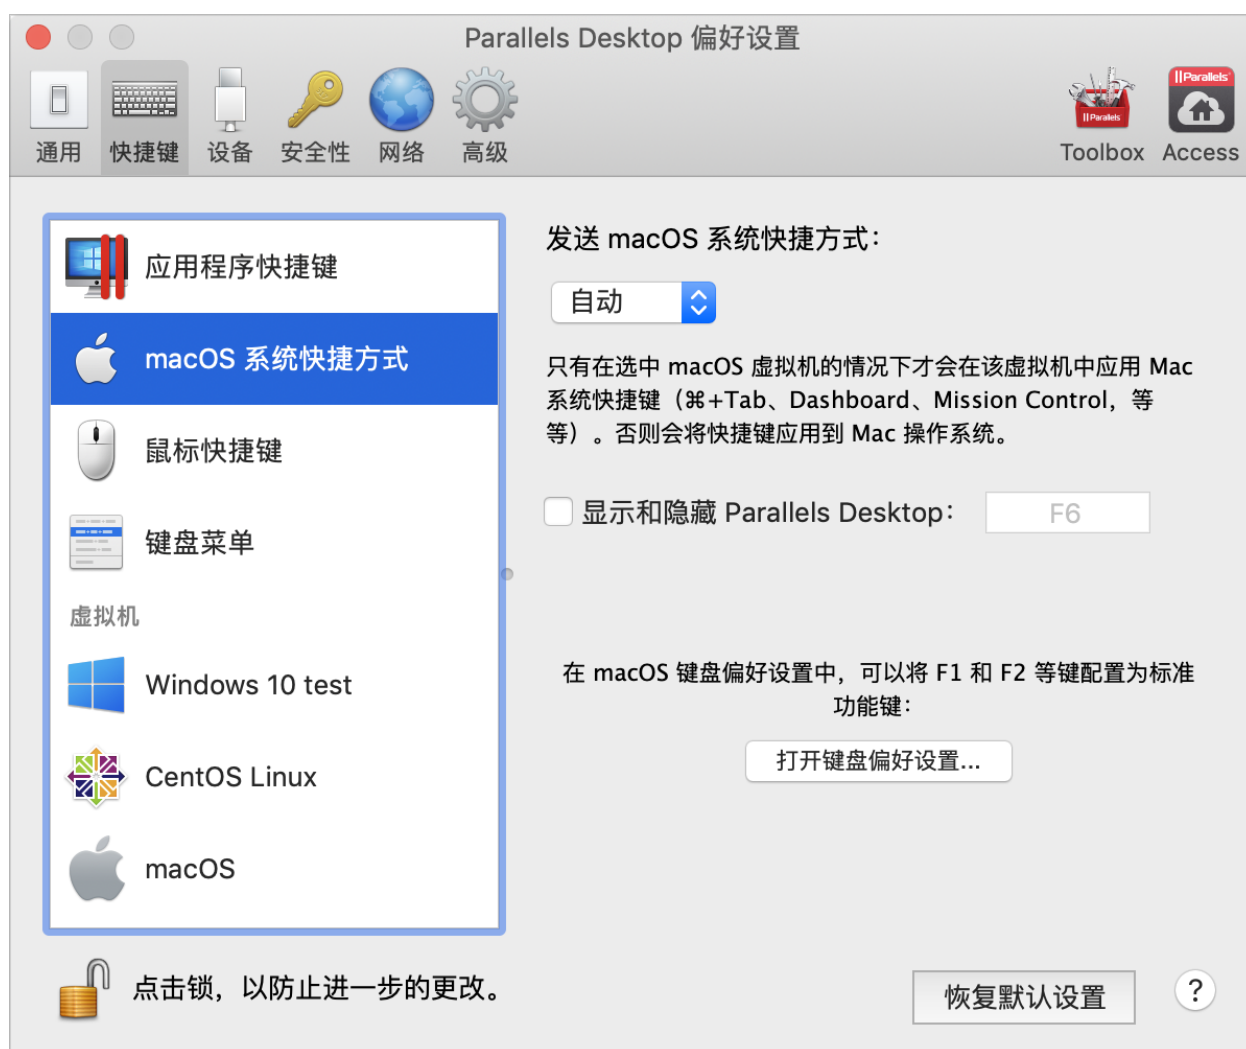 Parallels Desktop 偏好设置
通用 快捷键 设备 安全性 网络 高级 Toolbox Access
|| Parallels
|| Parallels
应用程序快捷键
macOS 系统快捷方式
鼠标快捷键
键盘菜单
虚拟机
Windows 10 test
CentOS Linux
macOS
发送 macOS 系统快捷方式：
自动
只有在选中 macOS 虚拟机的情况下才会在该虚拟机中应用 Mac
系统快捷键（⌘+Tab、Dashboard、Mission Control，等
等）。否则会将快捷键应用到 Mac 操作系统。
显示和隐藏 Parallels Desktop： F6
在 macOS 键盘偏好设置中，可以将 F1 和 F2 等键配置为标准
功能键：
打开键盘偏好设置...
点击锁，以防止进一步的更改。
恢复默认设置 ?